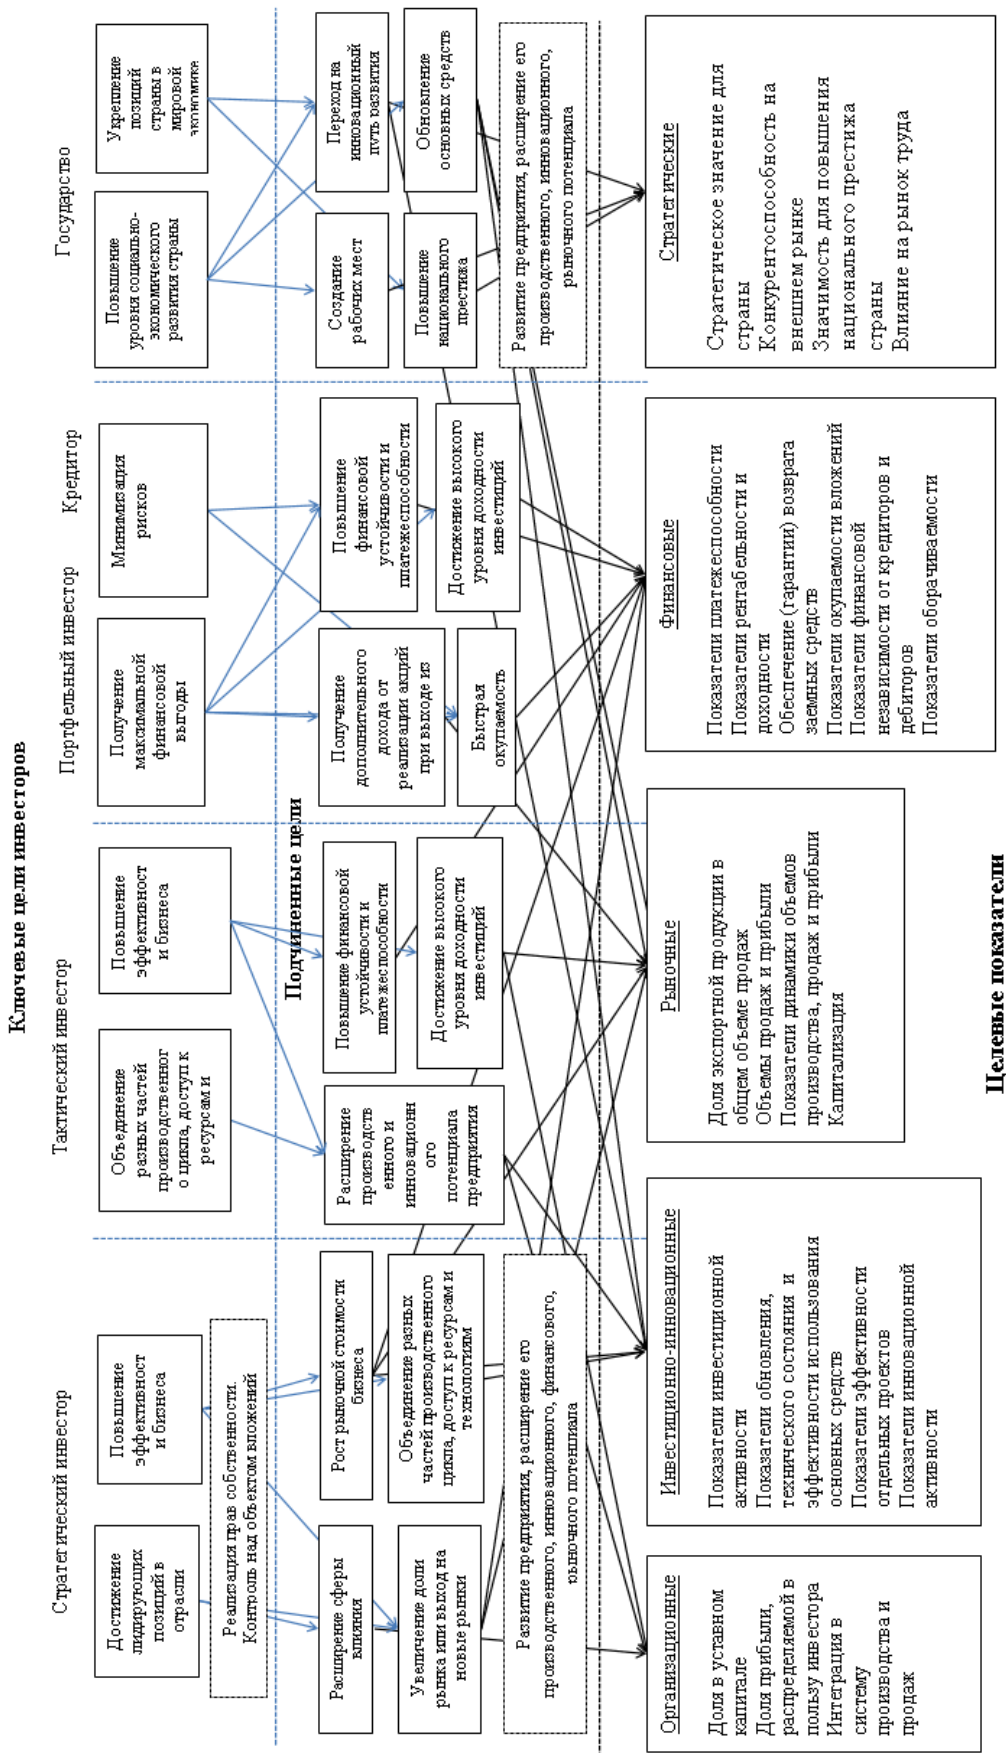 Ключевые цели инвесторов
Стратегический инвестор
Тактический инвестор
Портфельный инвестор
Кредитор
Государство
Достижение
лидирующих
позиций в
отрасли
Повышение
эффективност
и бизнеса
Реализация прав собственности.
Контроль над объектом вложений
Объединение
разных частей
производственног
о цикла, доступ к
ресурсам и
Повышение
эффективност
и бизнеса
Получение
максимальной
финансовой
выгоды
Минимизация
рисков
Повышение
уровня социально-
экономического
развития страны
Укрепление
позиций
страны в
мировой
экономике
Подчиненные цели
Расширение сферы
влияния
Рост рыночной стоимости
бизнеса
Увеличение доли
рынка или выход на
новые рынки
Объединение разных
частей производственного
цикла, доступ к ресурсам и
технологиям
Развитие предприятия, расширение его
производственного, инновационного, финансового,
рыночного потенциала
Расширение
производств
енного и
инновационн
ого
потенциала
предприятия
Повышение финансовой
устойчивости и
платежеспособности
Достижение высокого
уровня доходности
инвестиций
Получение
дополнительного
дохода от
реализации акций
при выходе из
Быстрая
окупаемость
Повышение
финансовой
устойчивости и
платежеспособности
Достижение высокого
уровня доходности
инвестиций
Создание
рабочих мест
Переход на
инновационный
путь развития
Повышение
национального
престижа
Обновление
основных средств
Развитие предприятия, расширение его
производственного, инновационного,
рыночного потенциала
Организационные
Доля в уставном
капитале
Доля прибыли,
распределяемой в
пользу инвестора
Интеграция в
систему
производства и
продаж
Инвестиционно-инновационные
Показатели инвестиционной
активности
Показатели обновления,
технического состояния и
эффективности использования
основных средств
Показатели эффективности
отдельных проектов
Показатели инновационной
активности
Рыночные
Доля экспортной продукции в
общем объеме продаж
Объемы продаж и прибыли
Показатели динамики объемов
производства, продаж и прибыли
Капитализация
Финансовые
Показатели платежеспособности
Показатели рентабельности и
доходности
Обеспечение (гарантии) возврата
заемных средств
Показатели окупаемости вложений
Показатели финансовой
независимости от кредиторов и
дебиторов
Показатели оборачиваемости
Стратегические
Стратегическое значение для
страны
Конкурентоспособность на
внешнем рынке
Значимость для повышения
национального престижа
страны
Влияние на рынок труда
Целевые показатели